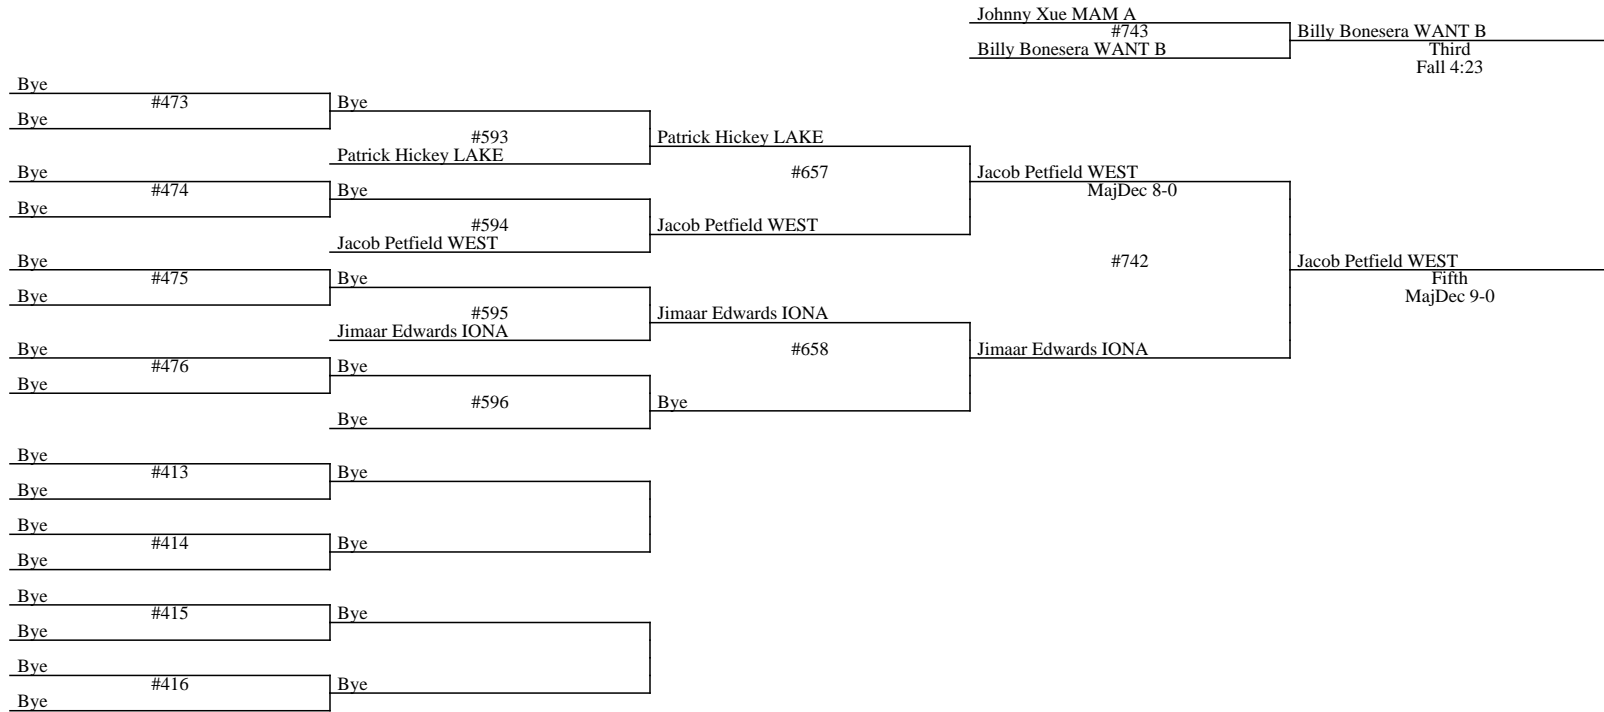 Johnny Xue MAM A
#743
Billy Bonesera WANT B
Billy Bonesera WANT B
Third
Fall 4:23
Bye
#473
Bye
Bye
#593
Patrick Hickey LAKE
Patrick Hickey LAKE
Bye
#474
Bye
Bye
#594
Jacob Petfield WEST
Jacob Petfield WEST
#657
Jacob Petfield WEST
MajDec 8-0
Bye
#475
Bye
Bye
#595
Jimaar Edwards IONA
Jimaar Edwards IONA
Bye
#476
Bye
Bye
#596
Bye
Bye
#658
Jimaar Edwards IONA
#742
Jacob Petfield WEST
Fifth
MajDec 9-0
Bye
#413
Bye
Bye
Bye
#414
Bye
Bye
Bye
#415
Bye
Bye
Bye
#416
Bye
Bye